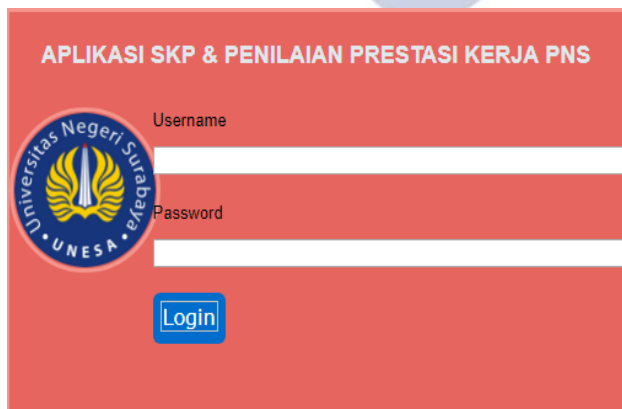 APLIKASI SKP & PENILAIAN PRESTASI KERJA PNS
Universitas Negeri Surabaya
UNESA
Username
Password
Login